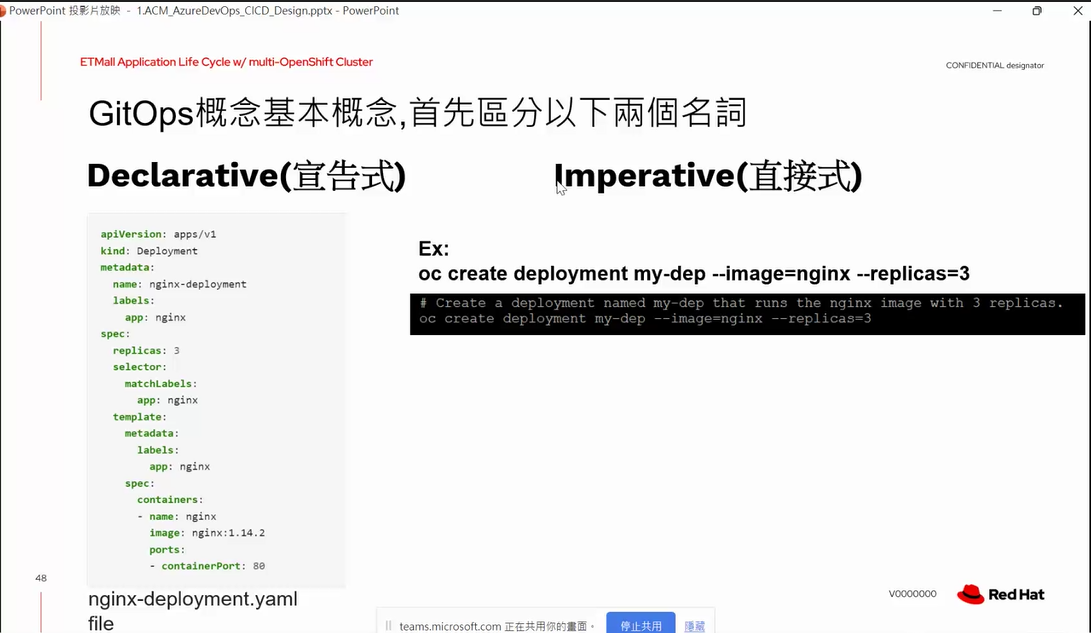 PowerPoint 投影片放映 - 1.ACM_AzureDevOps_CICD_Design.pptx - PowerPoint
ETMall Application Life Cycle w/ multi-OpenShift Cluster
CONFIDENTIAL designator
GitOps概念基本概念,首先區分以下兩個名詞
Declarative(宣告式)
Imperative(直接式)
apiVersion: apps/v1
kind: Deployment
metadata:
  name: nginx-deployment
  labels:
    app: nginx
spec:
  replicas: 3
  selector:
    matchLabels:
      app: nginx
  template:
    metadata:
      labels:
        app: nginx
    spec:
      containers:
      - name: nginx
        image: nginx:1.14.2
        ports:
        - containerPort: 80
nginx-deployment.yaml
file
Ex:
oc create deployment my-dep --image=nginx --replicas=3
# Create a deployment named my-dep that runs the nginx image with 3 replicas.
oc create deployment my-dep --image=nginx --replicas=3
48
V0000000
Red Hat
teams.microsoft.com 正在共用你的畫面。
停止共用
隱藏